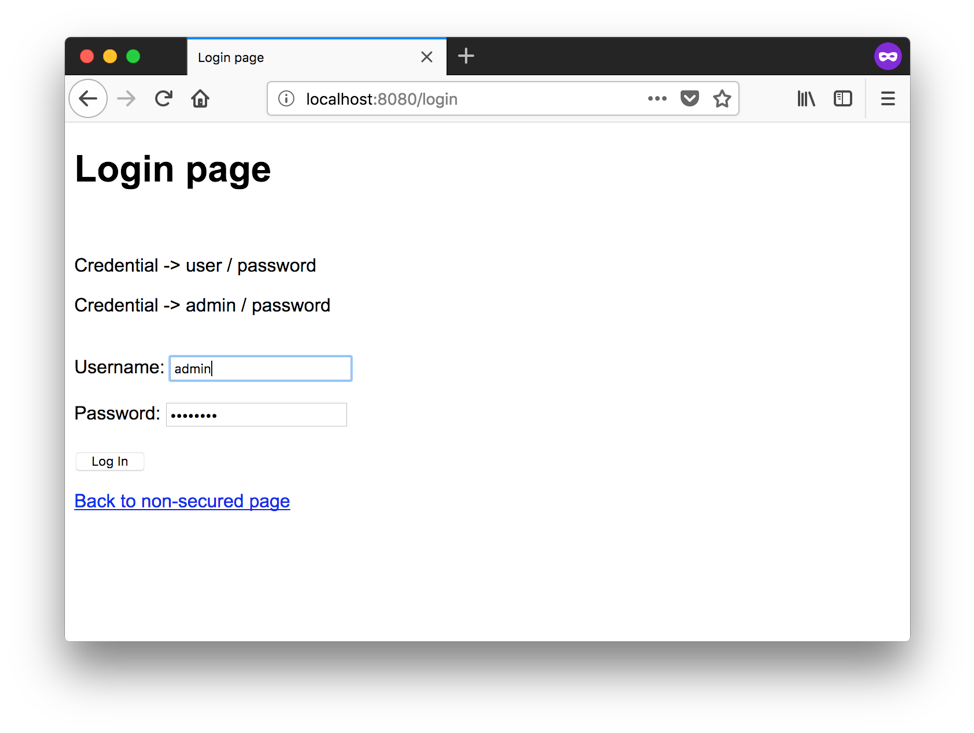 Login page
localhost:8080/login
Login page
Credential -> user / password
Credential -> admin / password
Username: admin
Password: ••••••••
Log In
Back to non-secured page